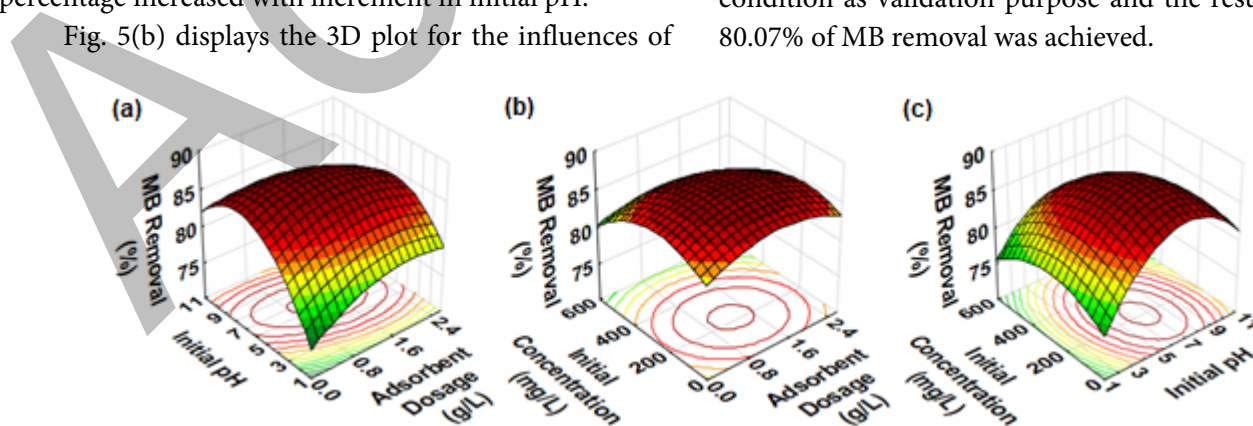 percentage increased with increment in Initial pH.
Fig. 5(b) displays the 3D plot for the influences of
condition as validation purpose and the resu
80.07% of MB removal was achieved.
(a)
90
85
80
75
MB Removal
(%)
11
9
7
5
3
1
Initial pH
0.0
0.8
1.6
2.4
Adsorbent
Dosage
(g/L)
(b)
90
85
80
75
MB Removal
(%)
600
400
200
0
Initial
Concentration
(mg/L)
0.0
0.8
1.6
2.4
Adsorbent
Dosage
(g/L)
(c)
90
85
80
75
MB Removal
(%)
600
400
200
0
Initial
Concentration
(mg/L)
1
3
5
7
9
Initial pH